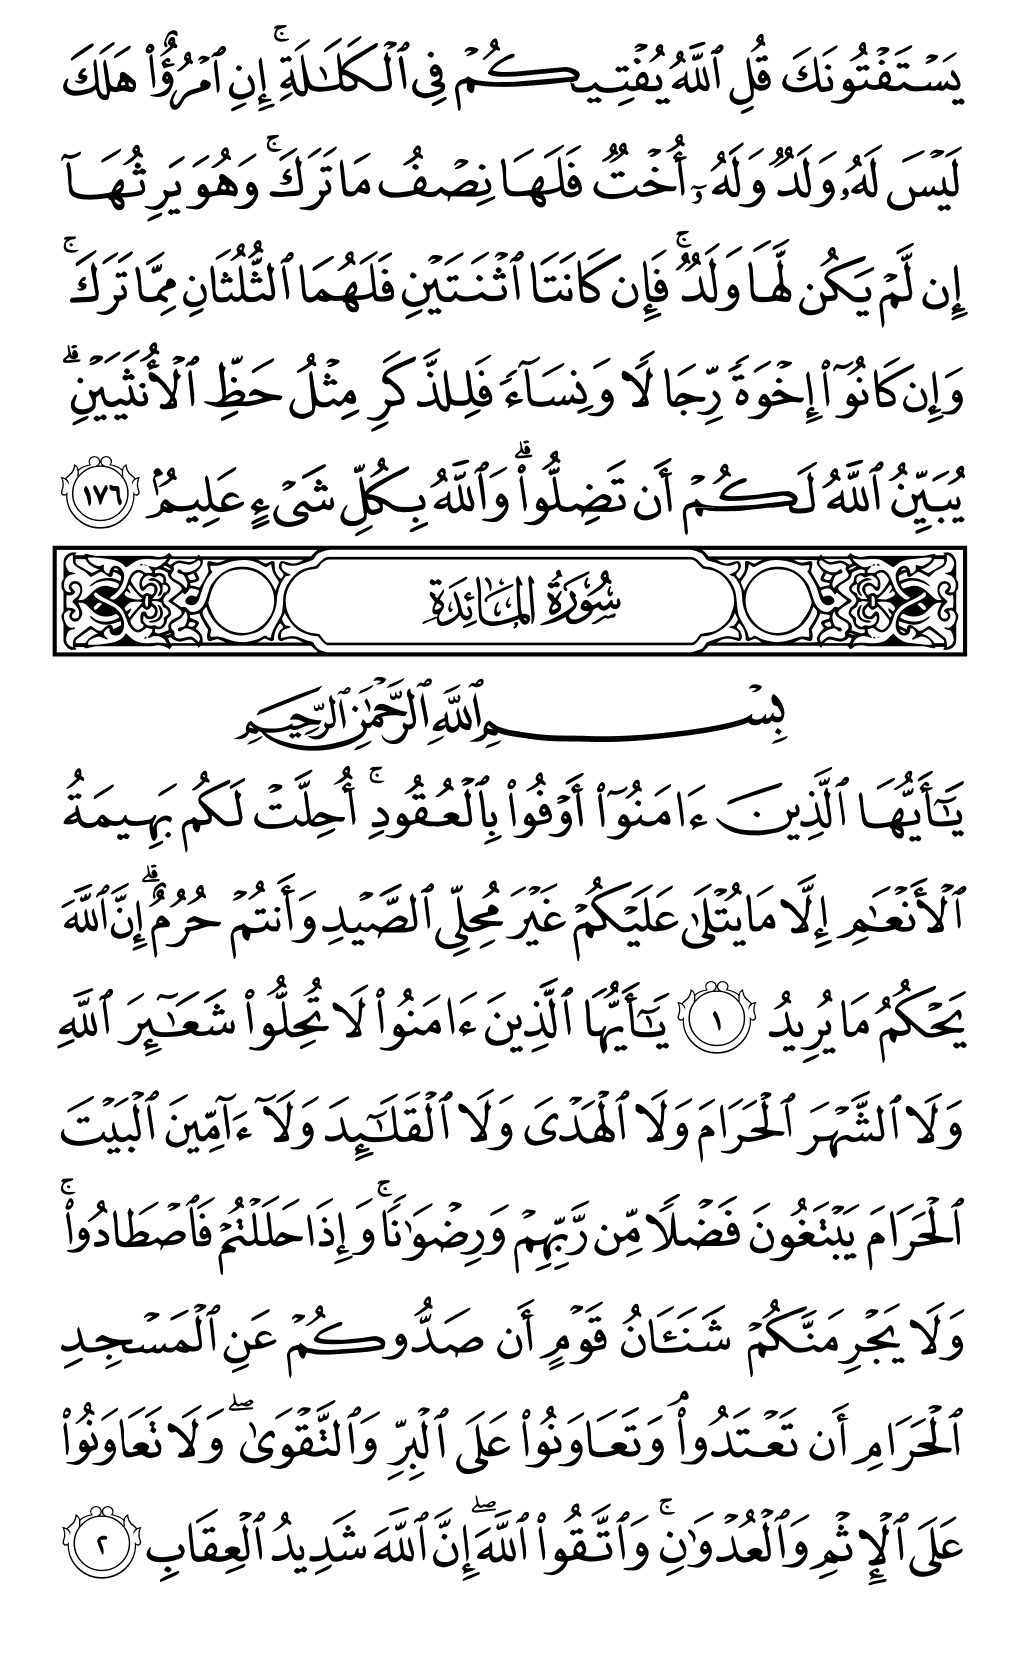 يَسۡتَفۡتُونَكَ قُلِ ٱللَّهُ يُفۡتِيكُمۡ فِي ٱلۡكَلَٰلَةِۚ إِنِ ٱمۡرُؤٌاْ هَلَكَ
لَيۡسَ لَهُۥ وَلَدٞ وَلَهُۥٓ أُخۡتٞ فَلَهَا نِصۡفُ مَا تَرَكَۚ وَهُوَ يَرِثُهَآ
إِن لَّمۡ يَكُن لَّهَا وَلَدٞۚ فَإِن كَانَتَا ٱثۡنَتَيۡنِ فَلَهُمَا ٱلثُّلُثَانِ مِمَّا تَرَكَۚ
وَإِن كَانُوٓاْ إِخۡوَةٗ رِّجَالٗا وَنِسَآءٗ فَلِلذَّكَرِ مِثۡلُ حَظِّ ٱلۡأُنثَيَيۡنِۗ
يُبَيِّنُ ٱللَّهُ لَكُمۡ أَن تَضِلُّواْۗ وَٱللَّهُ بِكُلِّ شَيۡءٍ عَلِيمُۢ ١٧٦
سُورَةُ المَائِدَةِ
بِسۡمِ ٱللَّهِ ٱلرَّحۡمَٰنِ ٱلرَّحِيمِ
يَٰٓأَيُّهَا ٱلَّذِينَ ءَامَنُوٓاْ أَوۡفُواْ بِٱلۡعُقُودِۚ أُحِلَّتۡ لَكُم بَهِيمَةُ
ٱلۡأَنۡعَٰمِ إِلَّا مَا يُتۡلَىٰ عَلَيۡكُمۡ غَيۡرَ مُحِلِّي ٱلصَّيۡدِ وَأَنتُمۡ حُرُمٌۗ إِنَّ ٱللَّهَ
يَحۡكُمُ مَا يُرِيدُ ١ يَٰٓأَيُّهَا ٱلَّذِينَ ءَامَنُواْ لَا تُحِلُّواْ شَعَٰٓئِرَ ٱللَّهِ
وَلَا ٱلشَّهۡرَ ٱلۡحَرَامَ وَلَا ٱلۡهَدۡيَ وَلَا ٱلۡقَلَٰٓئِدَ وَلَآ ءَآمِّينَ ٱلۡبَيۡتَ
ٱلۡحَرَامَ يَبۡتَغُونَ فَضۡلٗا مِّن رَّبِّهِمۡ وَرِضۡوَٰنٗاۚ وَإِذَا حَلَلۡتُمۡ فَٱصۡطَادُواْۚ
وَلَا يَجۡرِمَنَّكُمۡ شَنَـَٔانُ قَوۡمٍ أَن صَدُّوكُمۡ عَنِ ٱلۡمَسۡجِدِ
ٱلۡحَرَامِ أَن تَعۡتَدُواْۘ وَتَعَاوَنُواْ عَلَى ٱلۡبِرِّ وَٱلتَّقۡوَىٰۖ وَلَا تَعَاوَنُواْ
عَلَى ٱلۡإِثۡمِ وَٱلۡعُدۡوَٰنِۚ وَٱتَّقُواْ ٱللَّهَۖ إِنَّ ٱللَّهَ شَدِيدُ ٱلۡعِقَابِ ٢